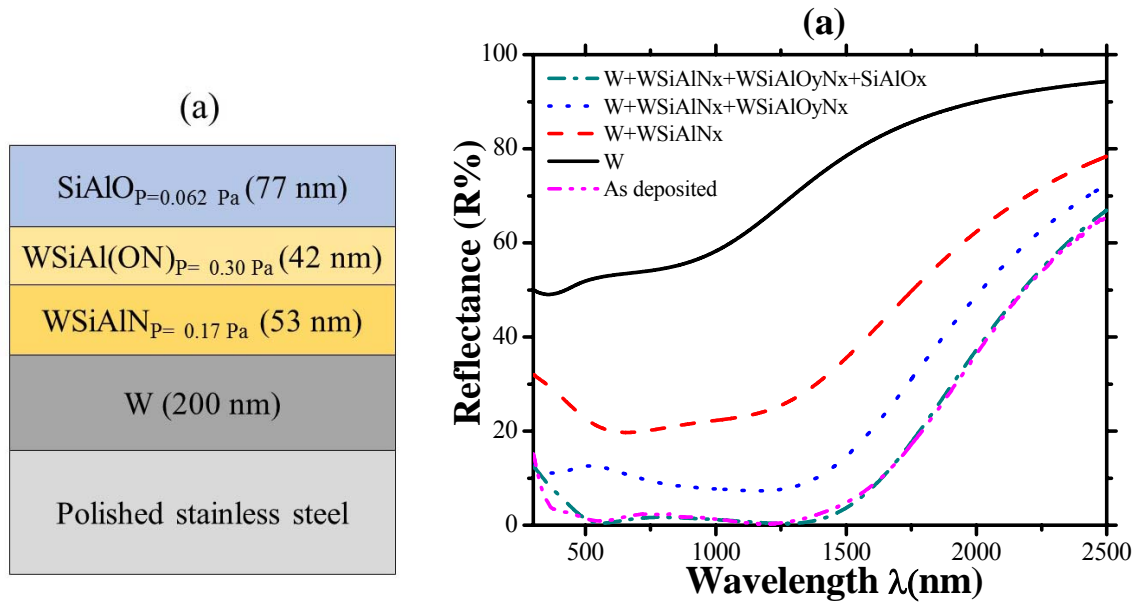 (a)
SiAlOP=0.062 Pa (77 nm)
WSiAl(ON)P= 0.30 Pa (42 nm)
WSiAlNP= 0.17 Pa (53 nm)
W (200 nm)
Polished stainless steel
(a)
W+WSiAlNx+WSiAlOyNx+SiAlOx
W+WSiAlNx+WSiAlOyNx
W+WSiAlNx
W
As deposited
Reflectance (R%)
100
80
60
40
20
0
500
1000
1500
2000
2500
Wavelength λ(nm)